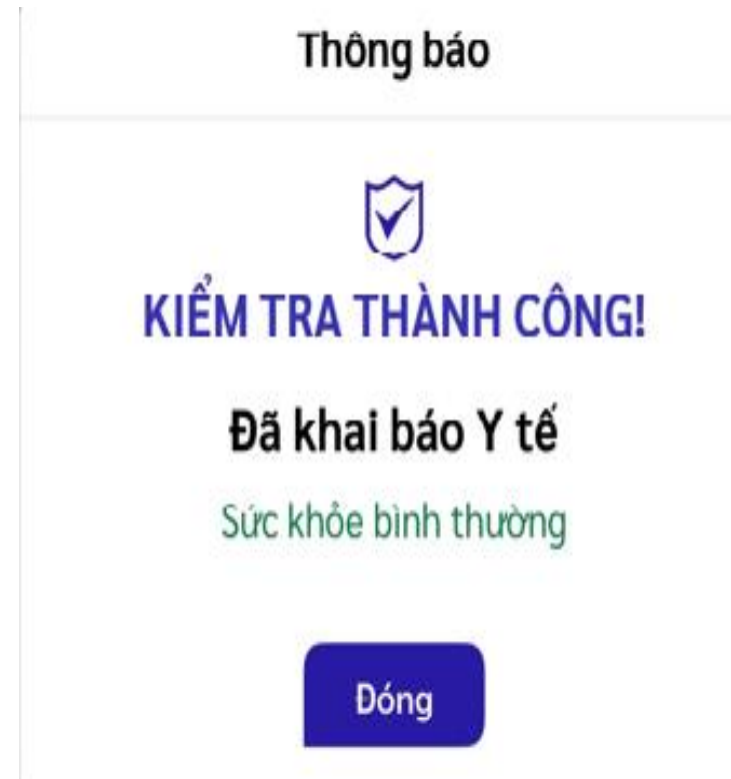 Thông báo
KIỂM TRA THÀNH CÔNG!
Đã khai báo Y tế
Sức khỏe bình thường
Đóng